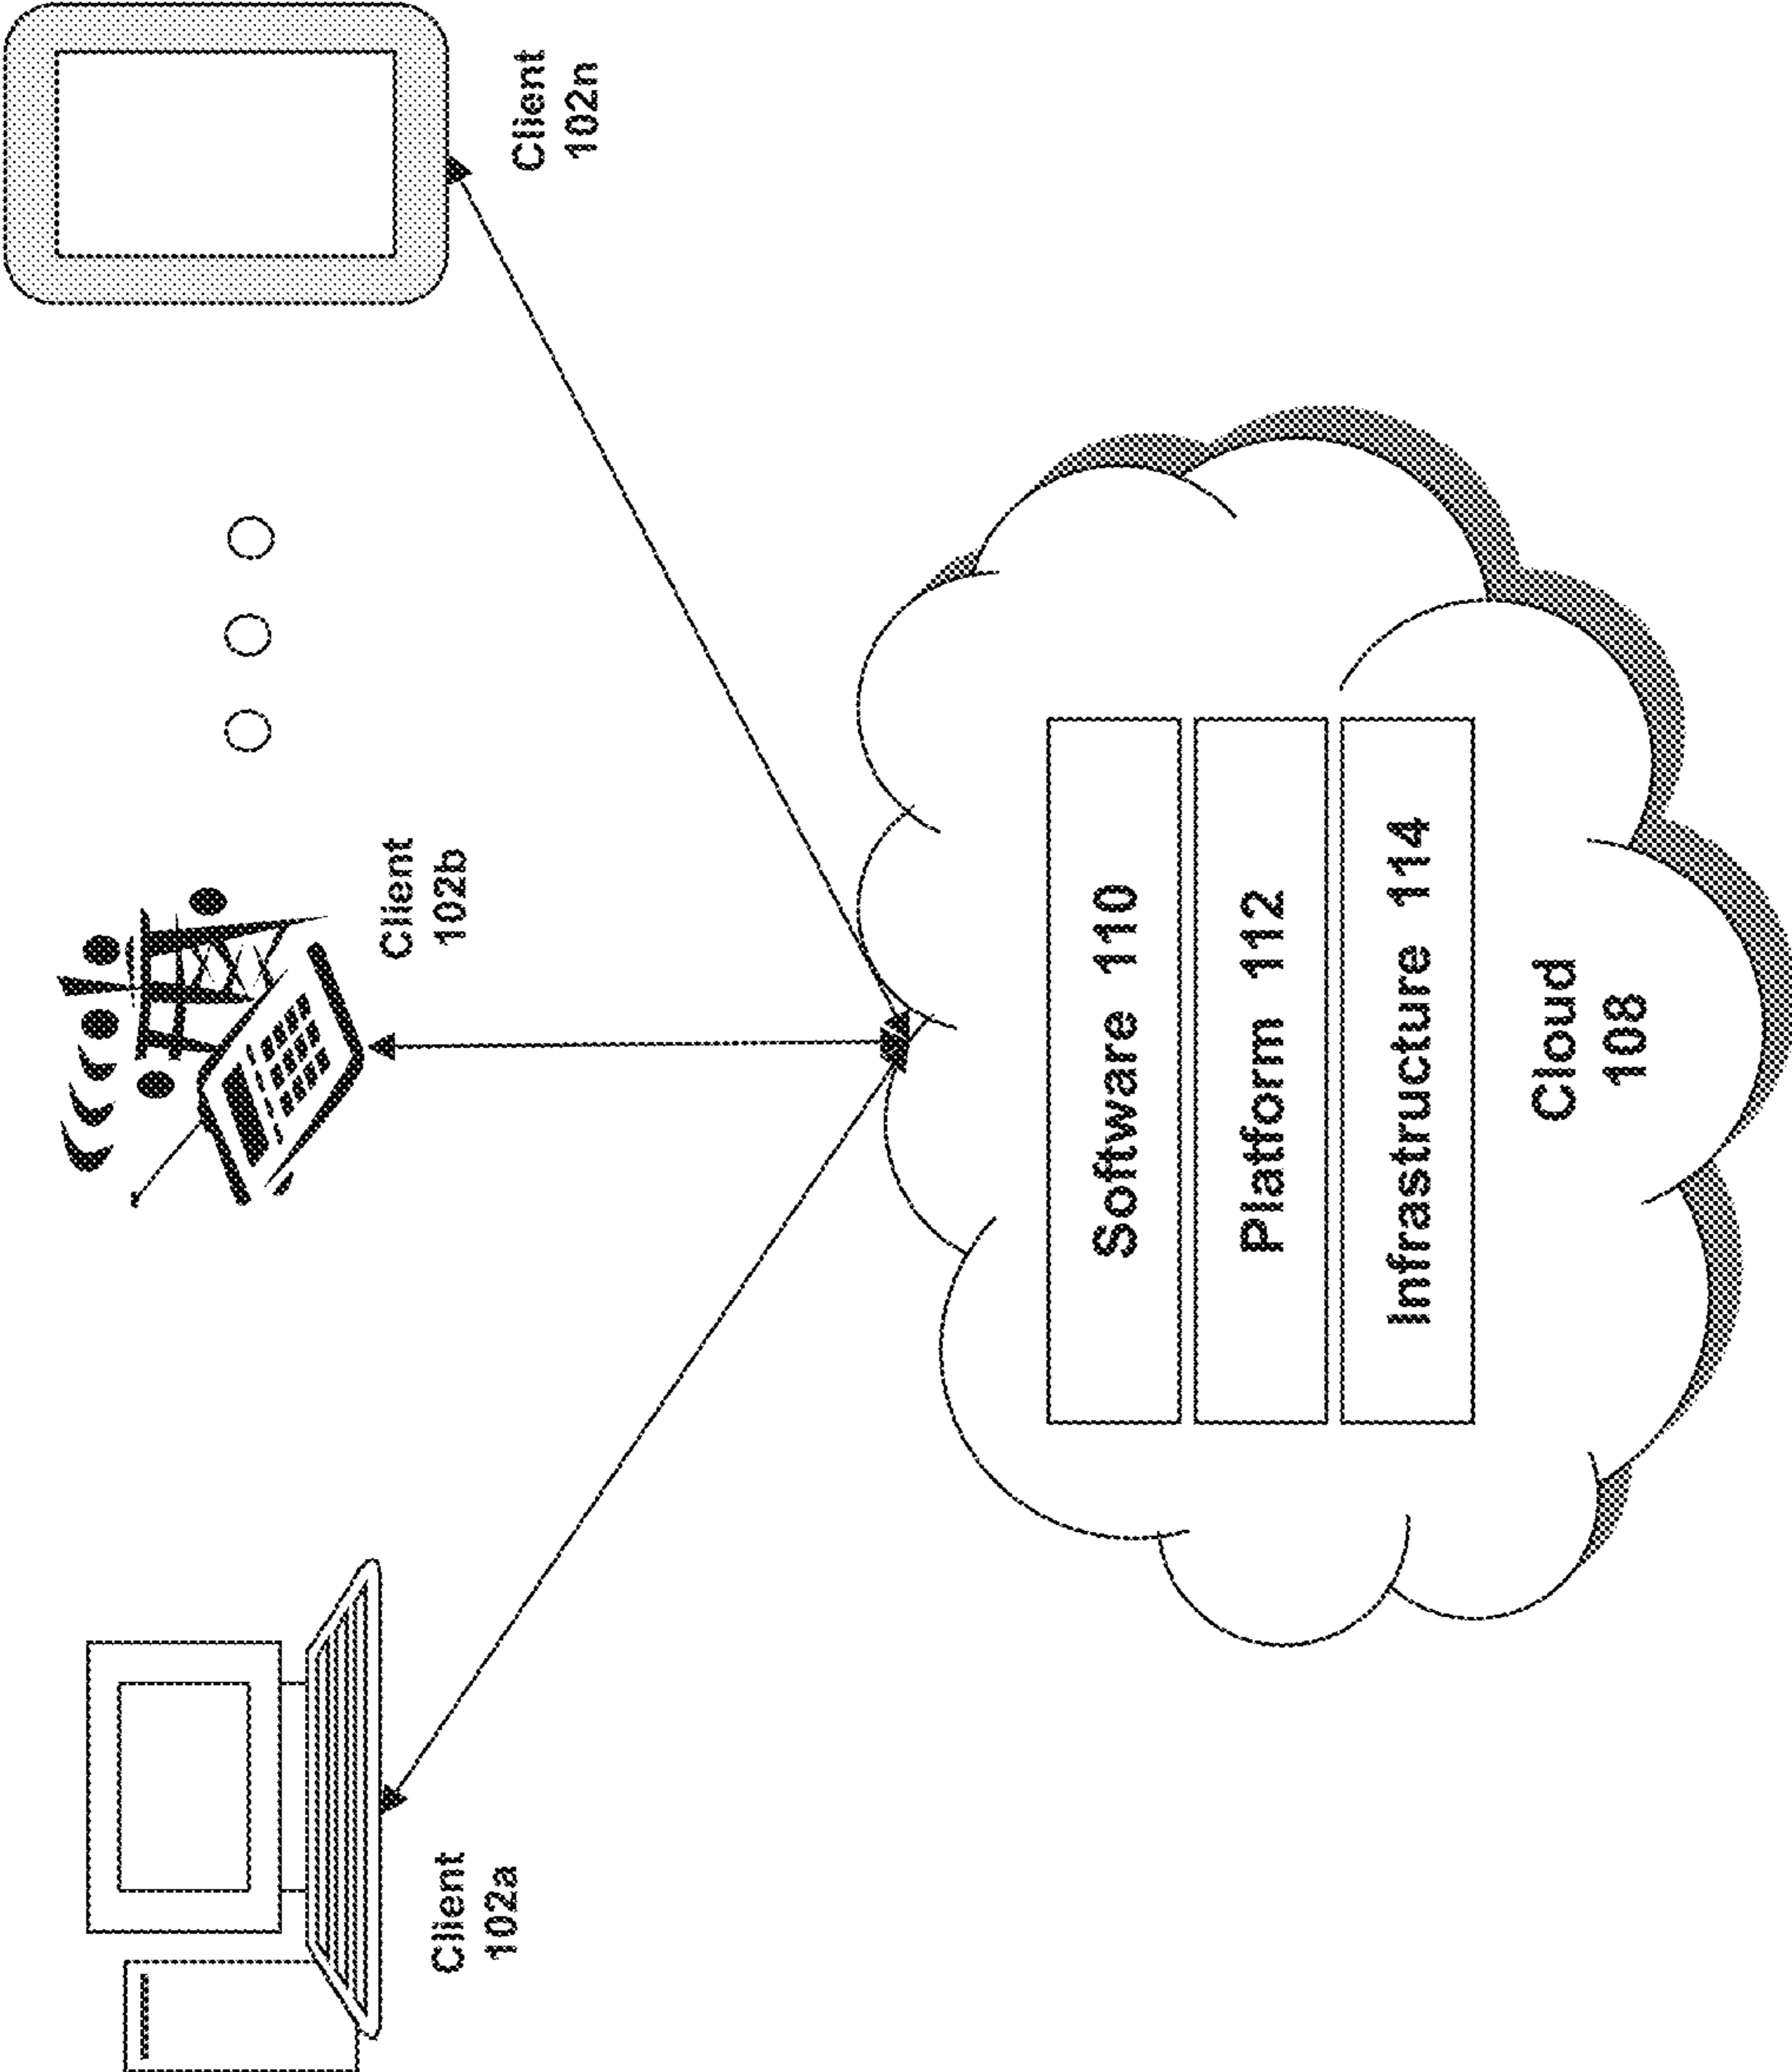 Client
102a
Client
102b
Client
102n
Software 110
Platform 112
Infrastructure 114
Cloud
108